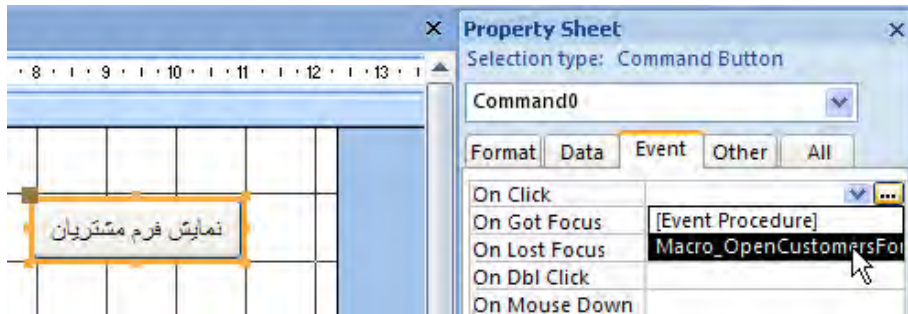 Property Sheet
Selection type: Command Button
Command0
Format Data Event Other All
On Click
On Got Focus
[Event Procedure]
On Lost Focus
Macro_OpenCustomersFor
On Dbl Click
On Mouse Down
8 9 10 11 12 13
نمایش فرم مشتریان